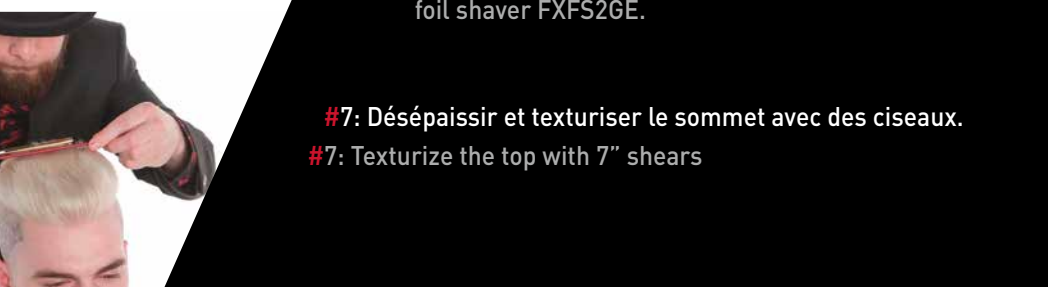 foil shaver FXFS2GE.
#7: Désépaissir et texturiser le sommet avec des ciseaux.
#7: Texturize the top with 7” shears